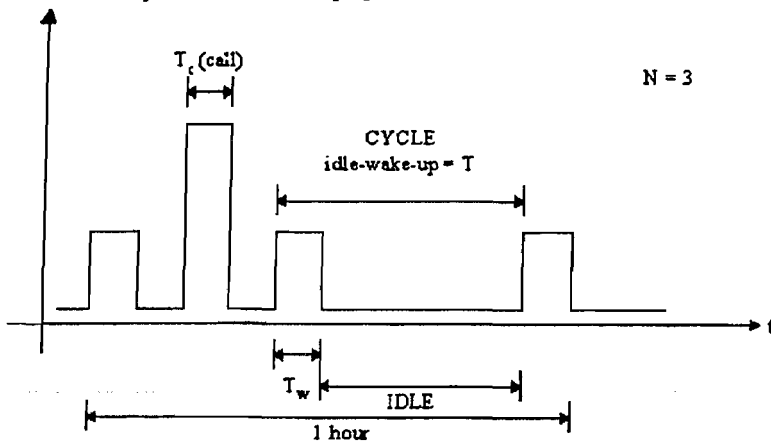 T_c (call)
N = 3
CYCLE
idle-wake-up = T
t
T_w
IDLE
1 hour